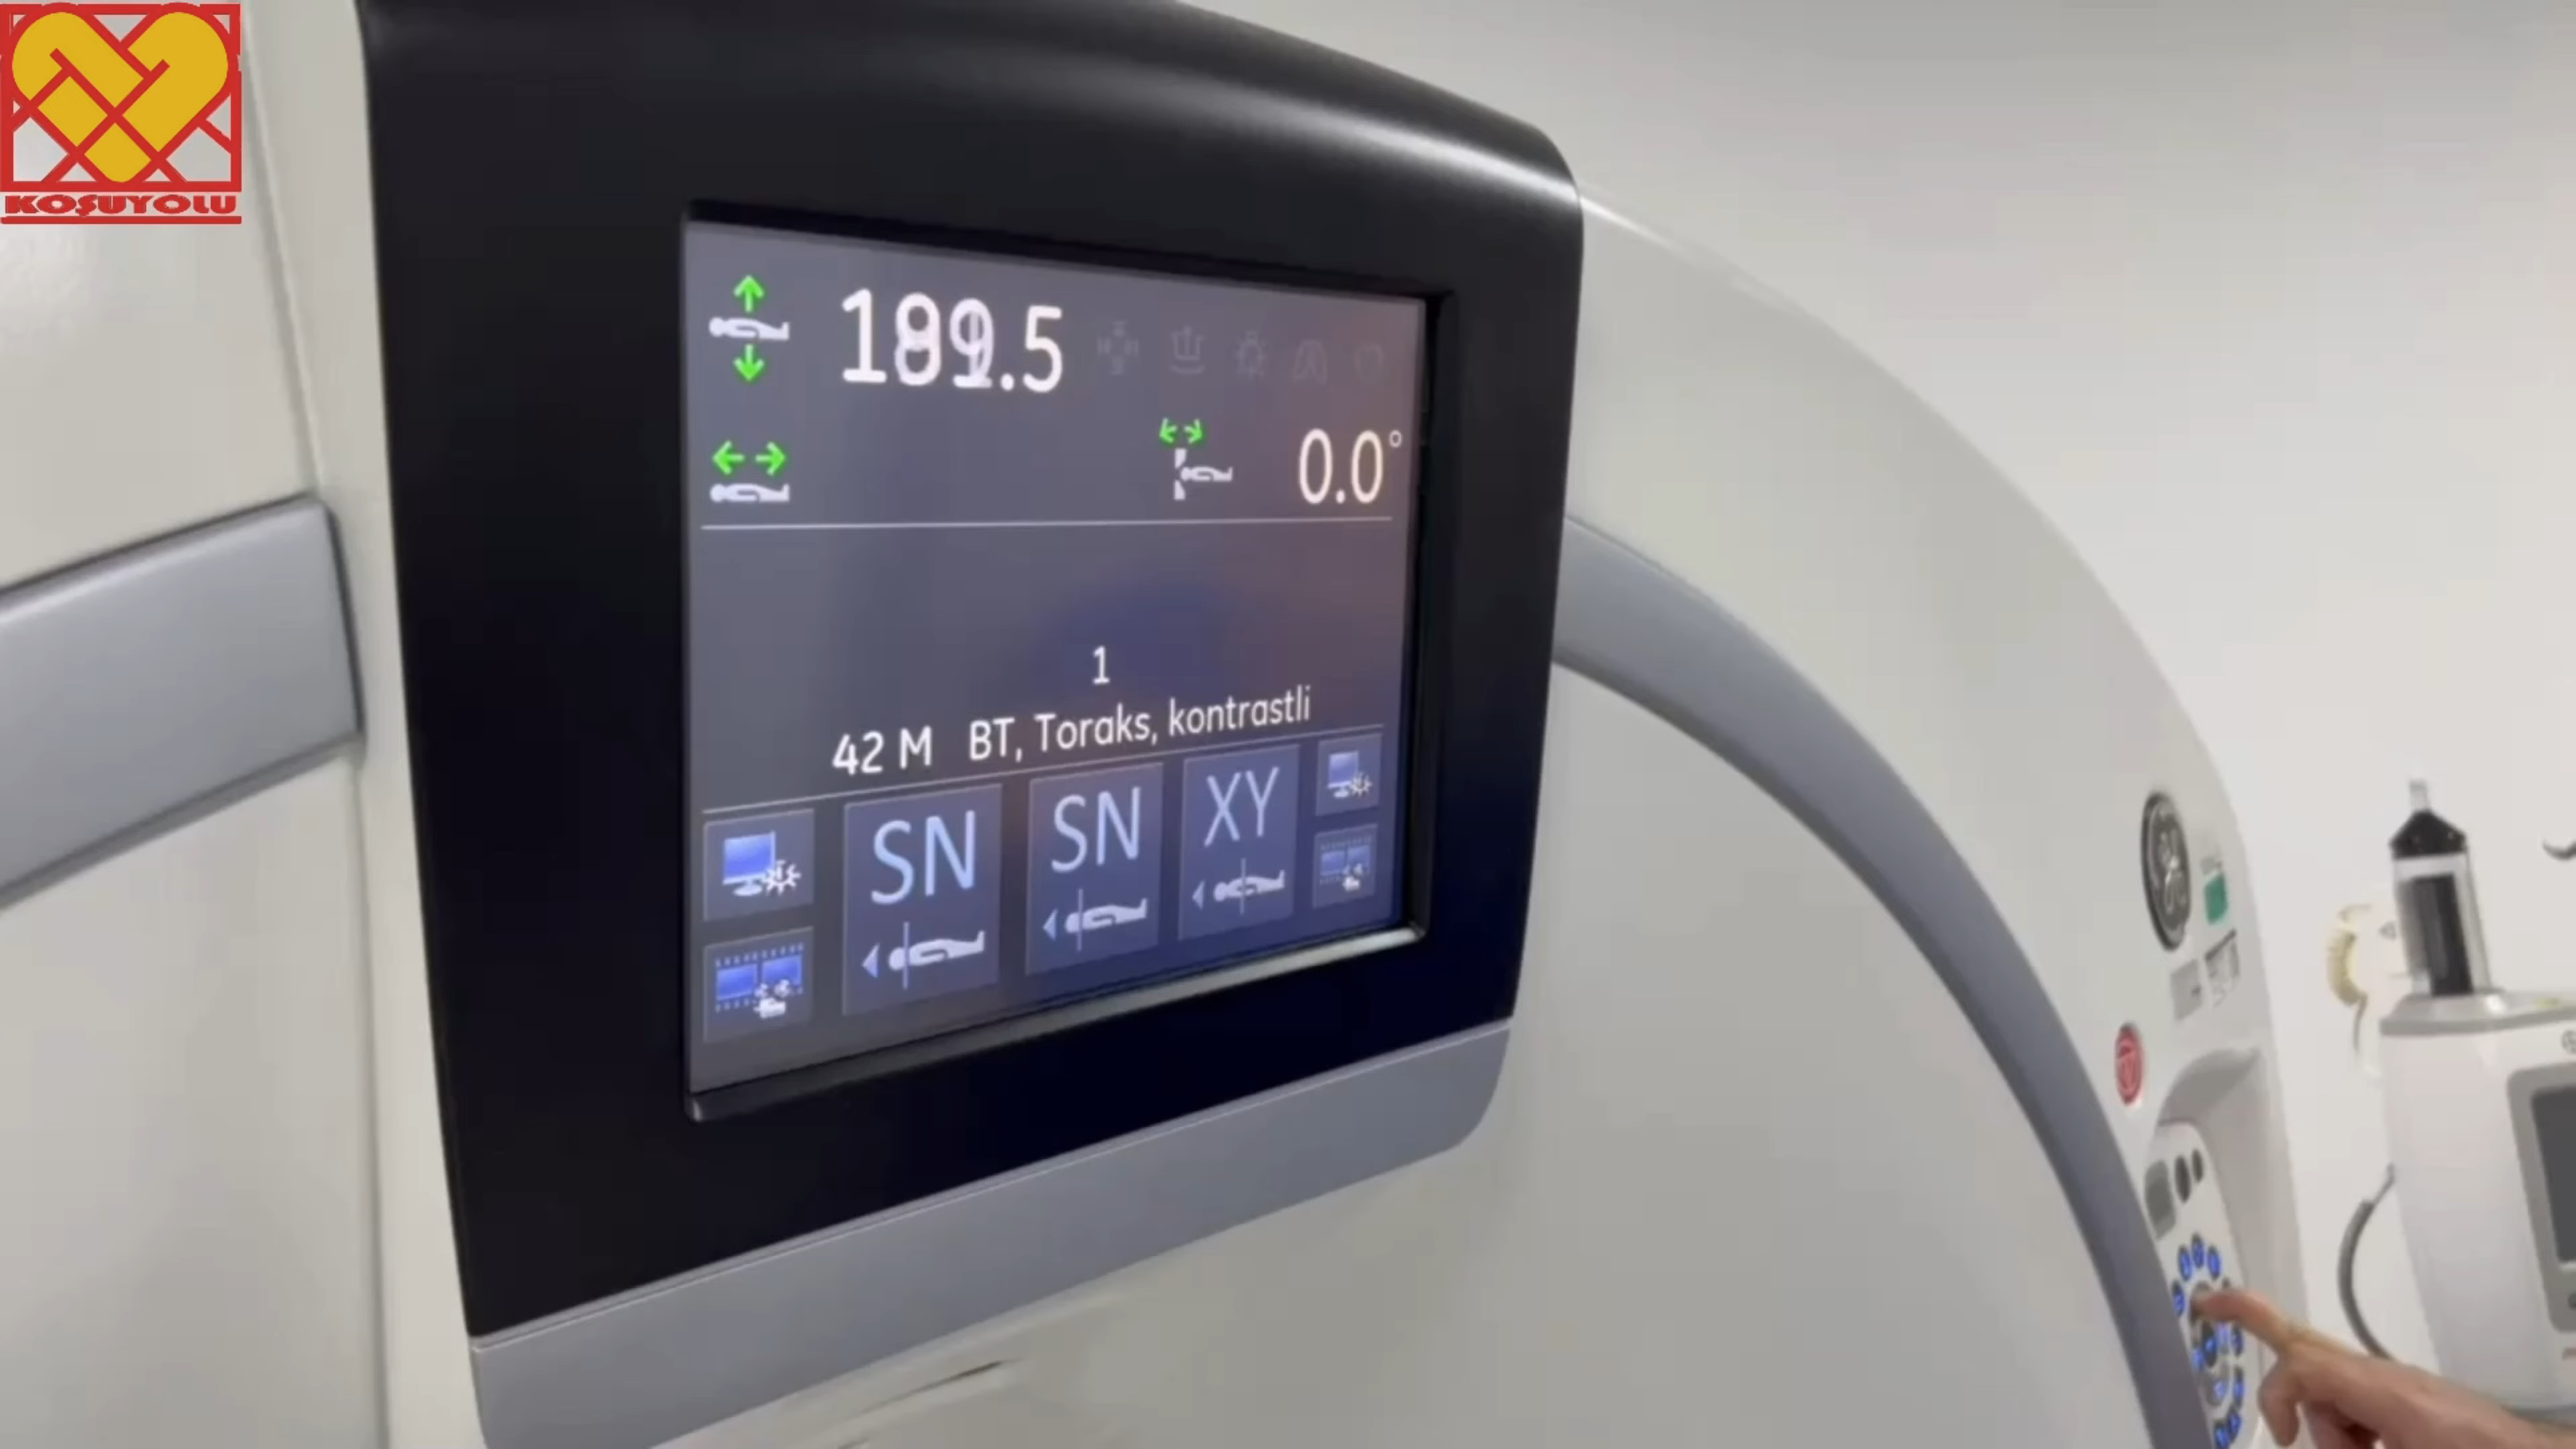 KOŞUYOLU
0.0°
1
42 M BT, Toraks, kontrastli
SN
SN
XY